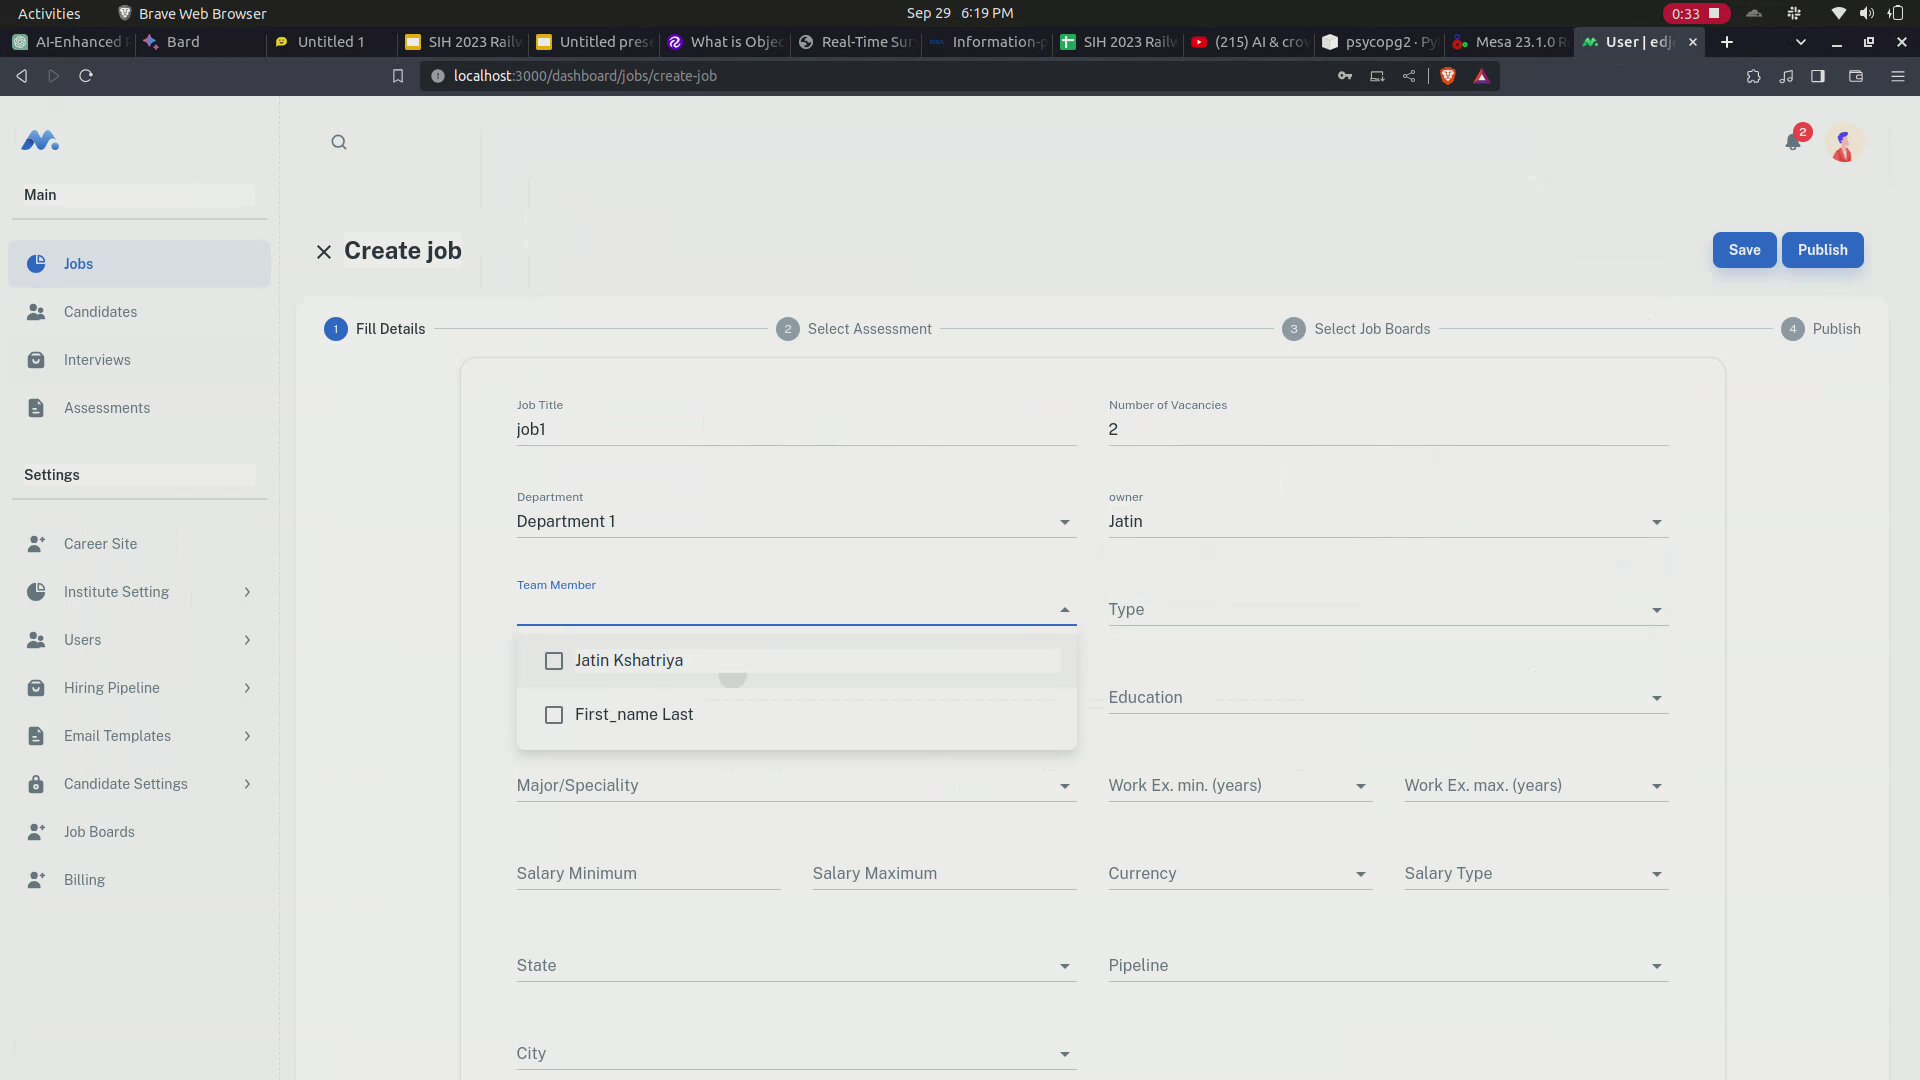 Activities
Brave Web Browser
Sep 29 6:19 PM
0:33
AI-Enhanced
Bard
Untitled 1
SIH 2023 Railw
Untitled prese
What is Objec
Real-Time Sur
Information-p
SIH 2023 Railw
(215) AI & crow
psycopg2 · Py
Mesa 23.1.0 R
User | edj
localhost:3000/dashboard/jobs/create-job
2
Main
Jobs
Candidates
Interviews
Assessments
Settings
Career Site
Institute Setting
Users
Hiring Pipeline
Email Templates
Candidate Settings
Job Boards
Billing
Create job
Save
Publish
1 Fill Details
2 Select Assessment
3 Select Job Boards
4 Publish
Job Title
job1
Number of Vacancies
2
Department
Department 1
owner
Jatin
Team Member
Type
Jatin Kshatriya
First_name Last
Education
Major/Speciality
Work Ex. min. (years)
Work Ex. max. (years)
Salary Minimum
Salary Maximum
Currency
Salary Type
State
Pipeline
City